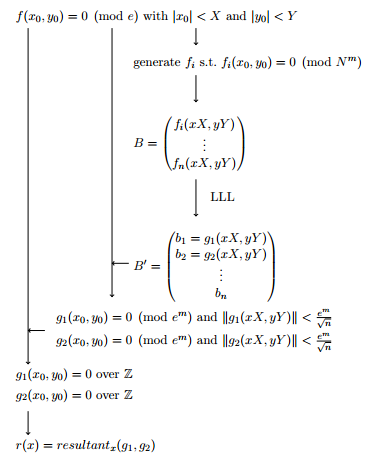 f(x₀, y₀) = 0 (mod e) with |x₀| < X and |y₀| < Y
generate fᵢ s.t. fᵢ(x₀, y₀) = 0 (mod Nᵐ)
fᵢ(xX, yY)
B =
⋮
fₙ(xX, yY)
LLL
b₁ = g₁(xX, yY)
b₂ = g₂(xX, yY)
B′ =
⋮
bₙ
g₁(x₀, y₀) = 0 (mod eᵐ) and ‖g₁(xX, yY)‖ < eᵐ/√n
g₂(x₀, y₀) = 0 (mod eᵐ) and ‖g₂(xX, yY)‖ < eᵐ/√n
g₁(x₀, y₀) = 0 over ℤ
g₂(x₀, y₀) = 0 over ℤ
r(x) = resultantₓ(g₁, g₂)